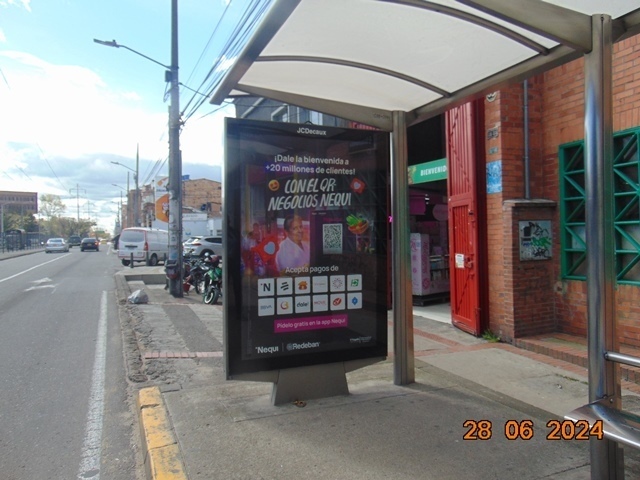 JCDecaux
¡Dale la bienvenida a
+20 millones de clientes!
CON EL QR
NEGOCIOS NEQUI
Acepta pagos de
Pídelo gratis en la app Nequi
Nequi Redeban
BIENVENID
28 06 2024